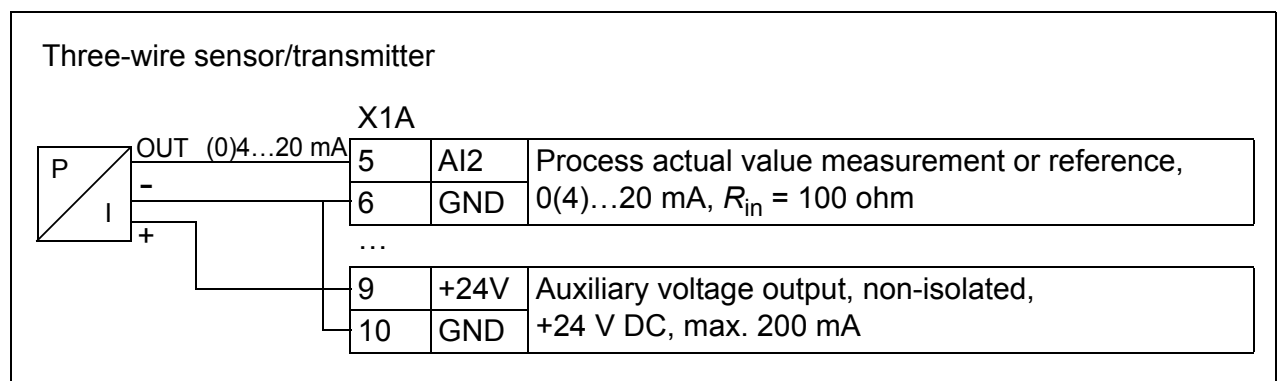 Three-wire sensor/transmitter
X1A
P
I
OUT (0)4…20 mA
-
+
5 AI2 Process actual value measurement or reference,
6 GND 0(4)…20 mA, Rin = 100 ohm
…
9 +24V Auxiliary voltage output, non-isolated,
10 GND +24 V DC, max. 200 mA